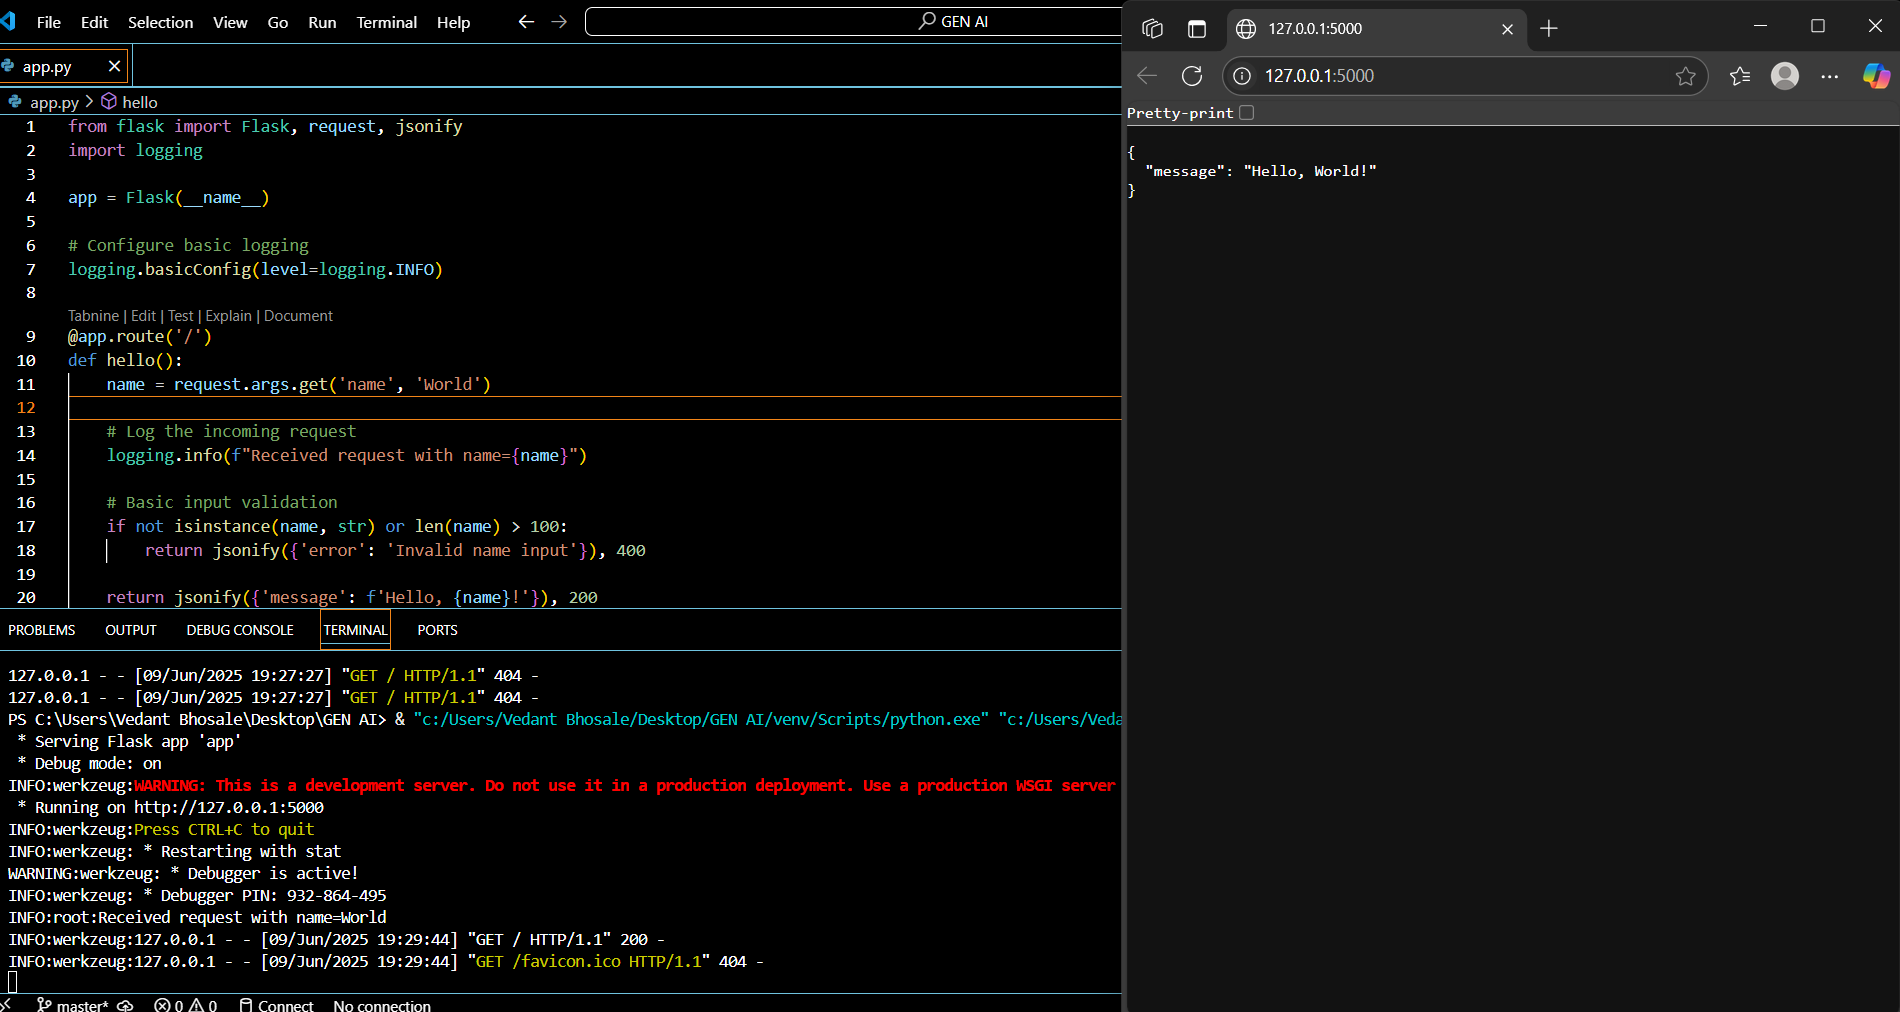 File Edit Selection View Go Run Terminal Help GEN AI
app.py
app.py > hello
1 from flask import Flask, request, jsonify
2 import logging
3
4 app = Flask(__name__)
5
6 # Configure basic logging
7 logging.basicConfig(level=logging.INFO)
8
Tabnine | Edit | Test | Explain | Document
9 @app.route('/')
10 def hello():
11 name = request.args.get('name', 'World')
12
13 # Log the incoming request
14 logging.info(f"Received request with name={name}")
15
16 # Basic input validation
17 if not isinstance(name, str) or len(name) > 100:
18 return jsonify({'error': 'Invalid name input'}), 400
19
20 return jsonify({'message': f'Hello, {name}!'}), 200
PROBLEMS OUTPUT DEBUG CONSOLE TERMINAL PORTS
127.0.0.1 - - [09/Jun/2025 19:27:27] "GET / HTTP/1.1" 404 -
127.0.0.1 - - [09/Jun/2025 19:27:27] "GET / HTTP/1.1" 404 -
PS C:\Users\Vedant Bhosale\Desktop\GEN AI> & "c:/Users/Vedant Bhosale/Desktop/GEN AI/venv/Scripts/python.exe" "c:/Users/Veda
* Serving Flask app 'app'
* Debug mode: on
INFO:werkzeug:WARNING: This is a development server. Do not use it in a production deployment. Use a production WSGI server
* Running on http://127.0.0.1:5000
INFO:werkzeug:Press CTRL+C to quit
INFO:werkzeug: * Restarting with stat
WARNING:werkzeug: * Debugger is active!
INFO:werkzeug: * Debugger PIN: 932-864-495
INFO:root:Received request with name=World
INFO:werkzeug:127.0.0.1 - - [09/Jun/2025 19:29:44] "GET / HTTP/1.1" 200 -
INFO:werkzeug:127.0.0.1 - - [09/Jun/2025 19:29:44] "GET /favicon.ico HTTP/1.1" 404 -
master* 0 0 Connect No connection
127.0.0.1:5000
127.0.0.1:5000
Pretty-print
{
"message": "Hello, World!"
}